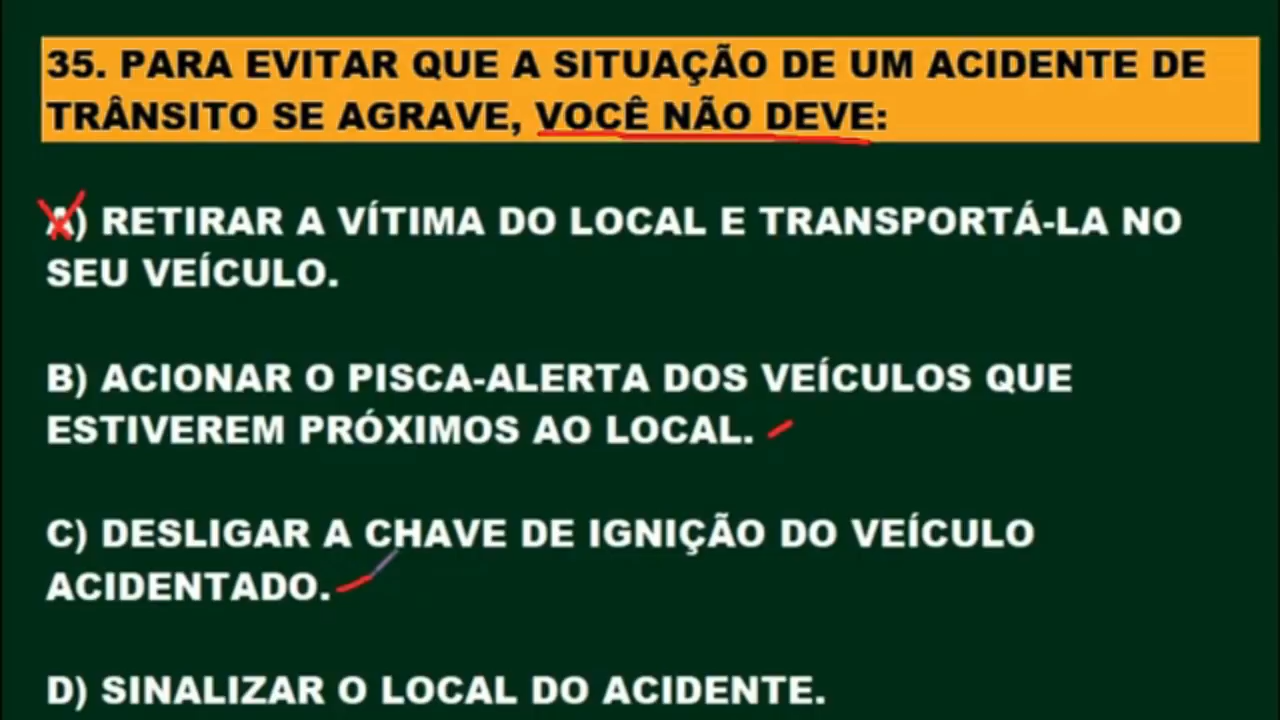 35. PARA EVITAR QUE A SITUAÇÃO DE UM ACIDENTE DE
TRÂNSITO SE AGRAVE, VOCÊ NÃO DEVE:
A) RETIRAR A VÍTIMA DO LOCAL E TRANSPORTÁ-LA NO
SEU VEÍCULO.
B) ACIONAR O PISCA-ALERTA DOS VEÍCULOS QUE
ESTIVEREM PRÓXIMOS AO LOCAL.
C) DESLIGAR A CHAVE DE IGNIÇÃO DO VEÍCULO
ACIDENTADO.
D) SINALIZAR O LOCAL DO ACIDENTE.